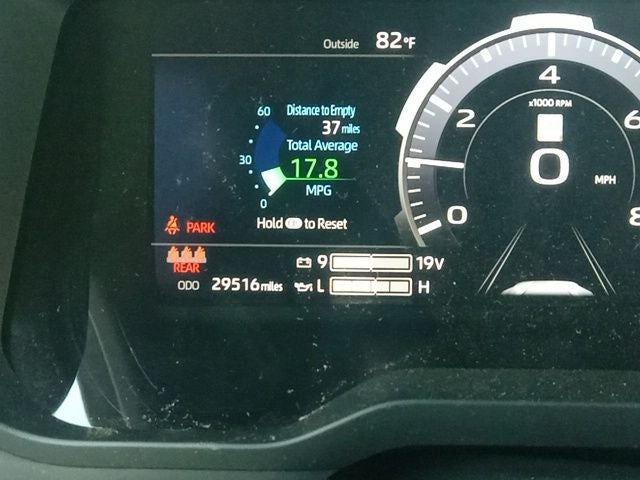 Outside 82°F
60
Distance to Empty
37 miles
Total Average
30
17.8
MPG
0
Hold to Reset
PARK
REAR
9 19V
ODO 29516 miles
L H
4
x1000 RPM
2
6
0 MPH
0
8